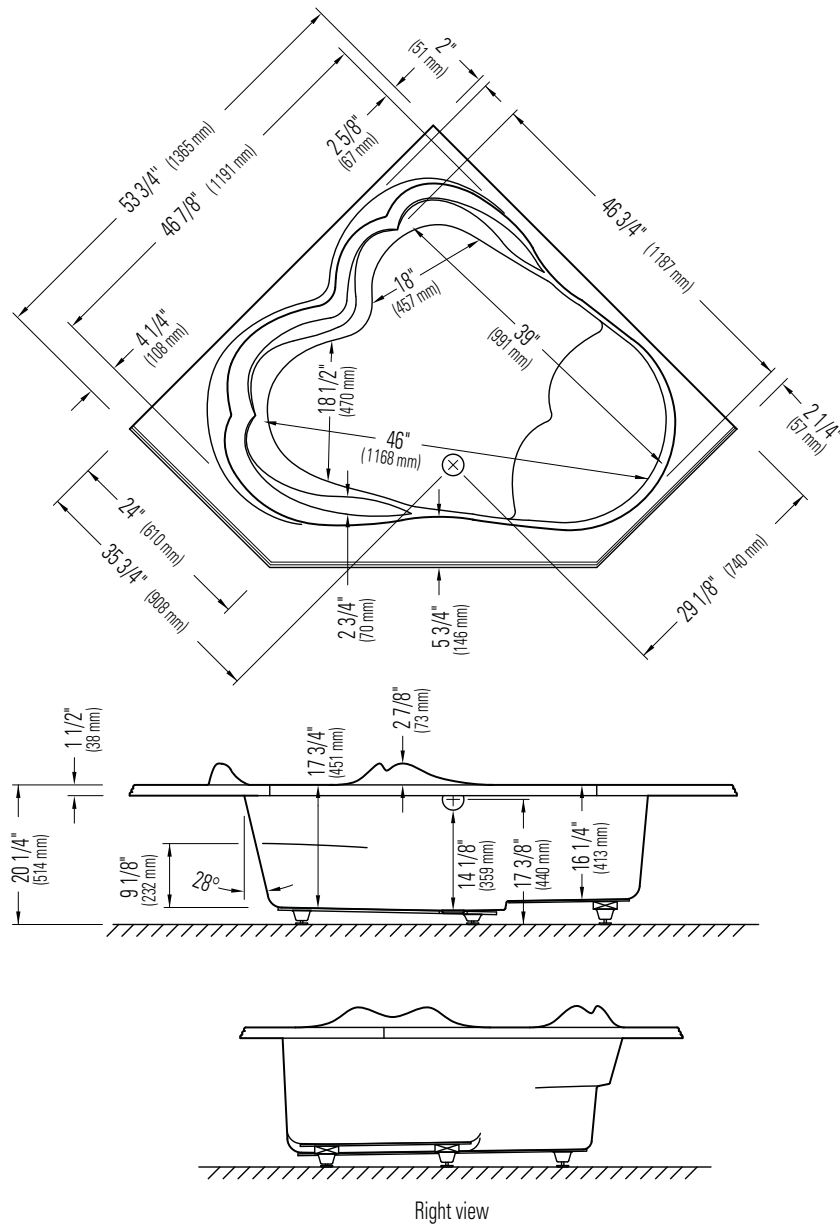 2"
(51 mm)
2 5/8"
(67 mm)
53 3/4" (1365 mm)
46 7/8" (1191 mm)
46 3/4"
(1187 mm)
4 1/4"
(108 mm)
18"
(457 mm)
39"
(991 mm)
18 1/2"
(470 mm)
46"
(1168 mm)
2 1/4"
(57 mm)
24" (610 mm)
35 3/4" (908 mm)
2 3/4"
(70 mm)
5 3/4"
(146 mm)
29 1/8" (740 mm)
1 1/2"
(38 mm)
17 3/4"
(451 mm)
2 7/8"
(73 mm)
20 1/4"
(514 mm)
9 1/8"
(232 mm)
28°
14 1/8"
(359 mm)
17 3/8"
(440 mm)
16 1/4"
(413 mm)
Right view